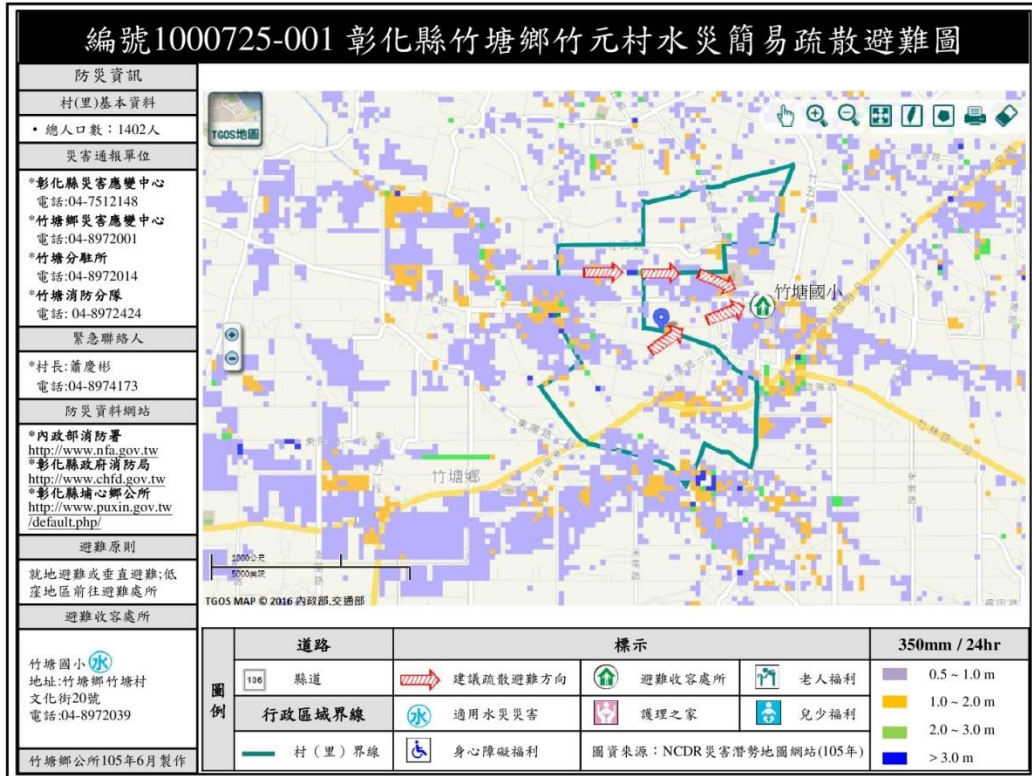 編號1000725-001 彰化縣竹塘鄉竹元村水災簡易疏散避難圖
防災資訊
村(里)基本資料
• 總人口數：1402人
災害通報單位
*彰化縣災害應變中心
電話:04-7512148
*竹塘鄉災害應變中心
電話:04-8972001
*竹塘分駐所
電話:04-8972014
*竹塘消防分隊
電話: 04-8972424
緊急聯絡人
*村長:蕭慶彬
電話:04-8974173
防災資料網站
*內政部消防署
http://www.nfa.gov.tw
*彰化縣政府消防局
http://www.chfd.gov.tw
*彰化縣埔心鄉公所
http://www.puxin.gov.tw
/default.php/
避難原則
就地避難或垂直避難;低
窪地區前往避難處所
避難收容處所
竹塘國小 水
地址:竹塘鄉竹塘村
文化街20號
電話:04-8972039
竹塘鄉公所105年6月製作
TGOS地圖
竹塘國小
竹塘鄉
竹林路一段
1000公尺
5000英呎
TGOS MAP © 2016 內政部,交通部
圖例
道路
標示
350mm / 24hr
106 縣道
建議疏散避難方向
避難收容處所
老人福利
0.5 ~ 1.0 m
行政區域界線
水 適用水災災害
護理之家
兒少福利
1.0 ~ 2.0 m
村（里）界線
身心障礙福利
圖資來源：NCDR災害潛勢地圖網站(105年)
2.0 ~ 3.0 m
> 3.0 m